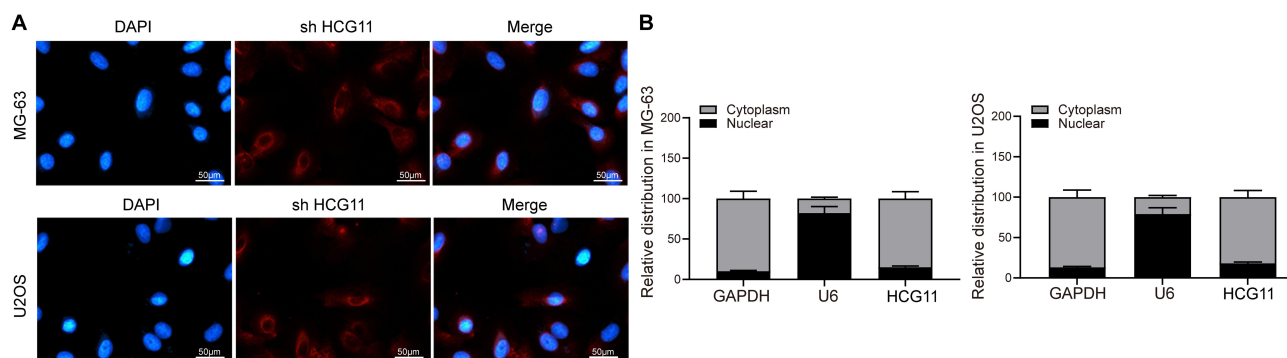 A
DAPI
sh HCG11
Merge
MG-63
50μm
50μm
50μm
DAPI
sh HCG11
Merge
U2OS
50μm
50μm
50μm
B
Relative distribution in MG-63
Cytoplasm
Nuclear
200
150
100
50
0
GAPDH
U6
HCG11
Relative distribution in U2OS
Cytoplasm
Nuclear
200
150
100
50
0
GAPDH
U6
HCG11